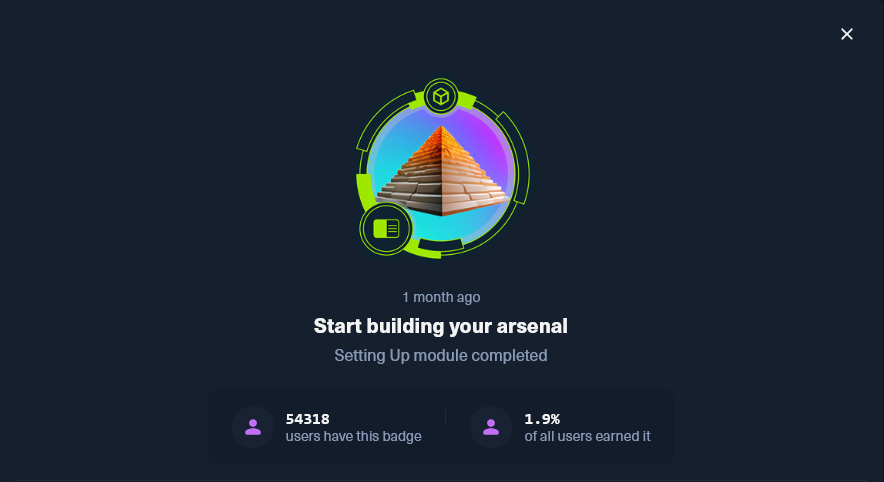 1 month ago
Start building your arsenal
Setting Up module completed
54318
users have this badge
1.9%
of all users earned it